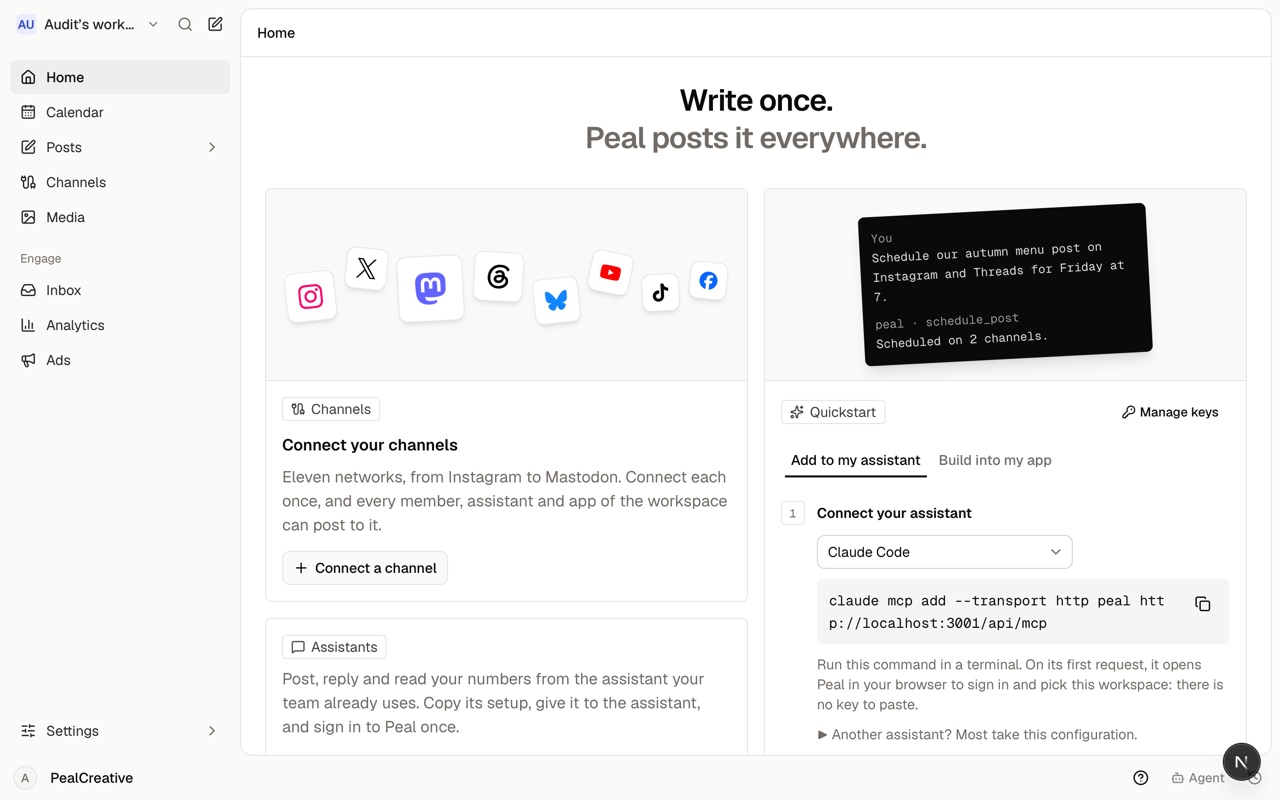 AU Audit's work...
Home
Calendar
Posts
Channels
Media
Engage
Inbox
Analytics
Ads
Settings
A PealCreative
Home
Write once.
Peal posts it everywhere.
Channels
Connect your channels
Eleven networks, from Instagram to Mastodon. Connect each
once, and every member, assistant and app of the workspace
can post to it.
Connect a channel
Assistants
Post, reply and read your numbers from the assistant your
team already uses. Copy its setup, give it to the assistant,
and sign in to Peal once.
You
Schedule our autumn menu post on
Instagram and Threads for Friday at
7.
peal · schedule_post
Scheduled on 2 channels.
Quickstart
Manage keys
Add to my assistant
Build into my app
1 Connect your assistant
Claude Code
claude mcp add --transport http peal htt
p://localhost:3001/api/mcp
Run this command in a terminal. On its first request, it opens
Peal in your browser to sign in and pick this workspace: there is
no key to paste.
Another assistant? Most take this configuration.
Agent
N